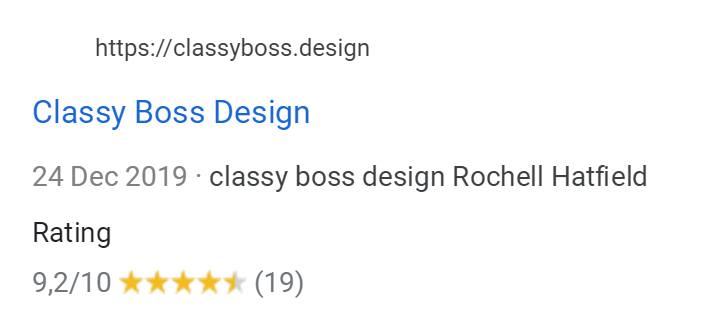 https://classyboss.design
Classy Boss Design
24 Dec 2019 · classy boss design Rochell Hatfield
Rating
9,2/10 (19)